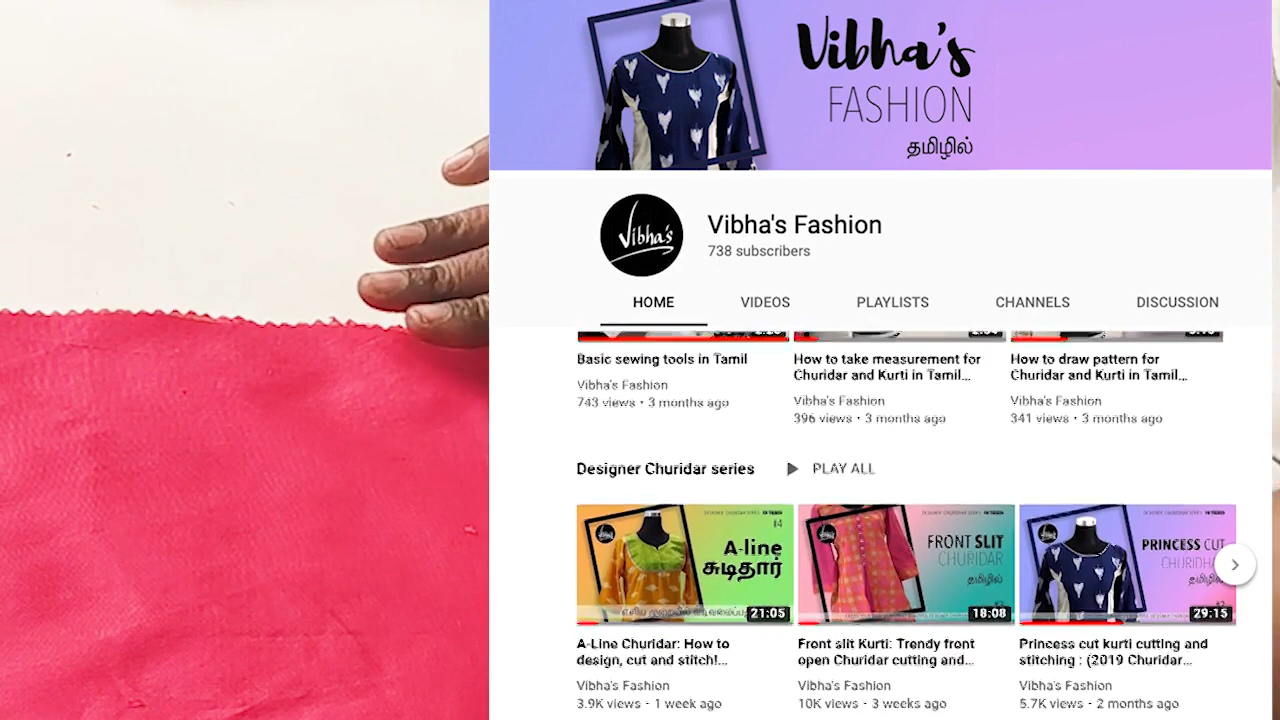 Vibha's
FASHION
தமிழில்
Vibha's
Vibha's Fashion
738 subscribers
HOME VIDEOS PLAYLISTS CHANNELS DISCUSSION
Basic sewing tools in Tamil
Vibha's Fashion
743 views • 3 months ago
How to take measurement for
Churidar and Kurti in Tamil...
Vibha's Fashion
396 views • 3 months ago
How to draw pattern for
Churidar and Kurti in Tamil...
Vibha's Fashion
341 views • 3 months ago
Designer Churidar series PLAY ALL
#4
A-line
சுடிதார்
21:05
FRONT SLIT
CHURIDAR
தமிழில்
18:08
PRINCESS CUT
29:15
A-Line Churidar: How to
design, cut and stitch!...
Vibha's Fashion
3.9K views • 1 week ago
Front slit Kurti: Trendy front
open Churidar cutting and...
Vibha's Fashion
10K views • 3 weeks ago
Princess cut kurti cutting and
stitching : (2019 Churidar...
Vibha's Fashion
5.7K views • 2 months ago